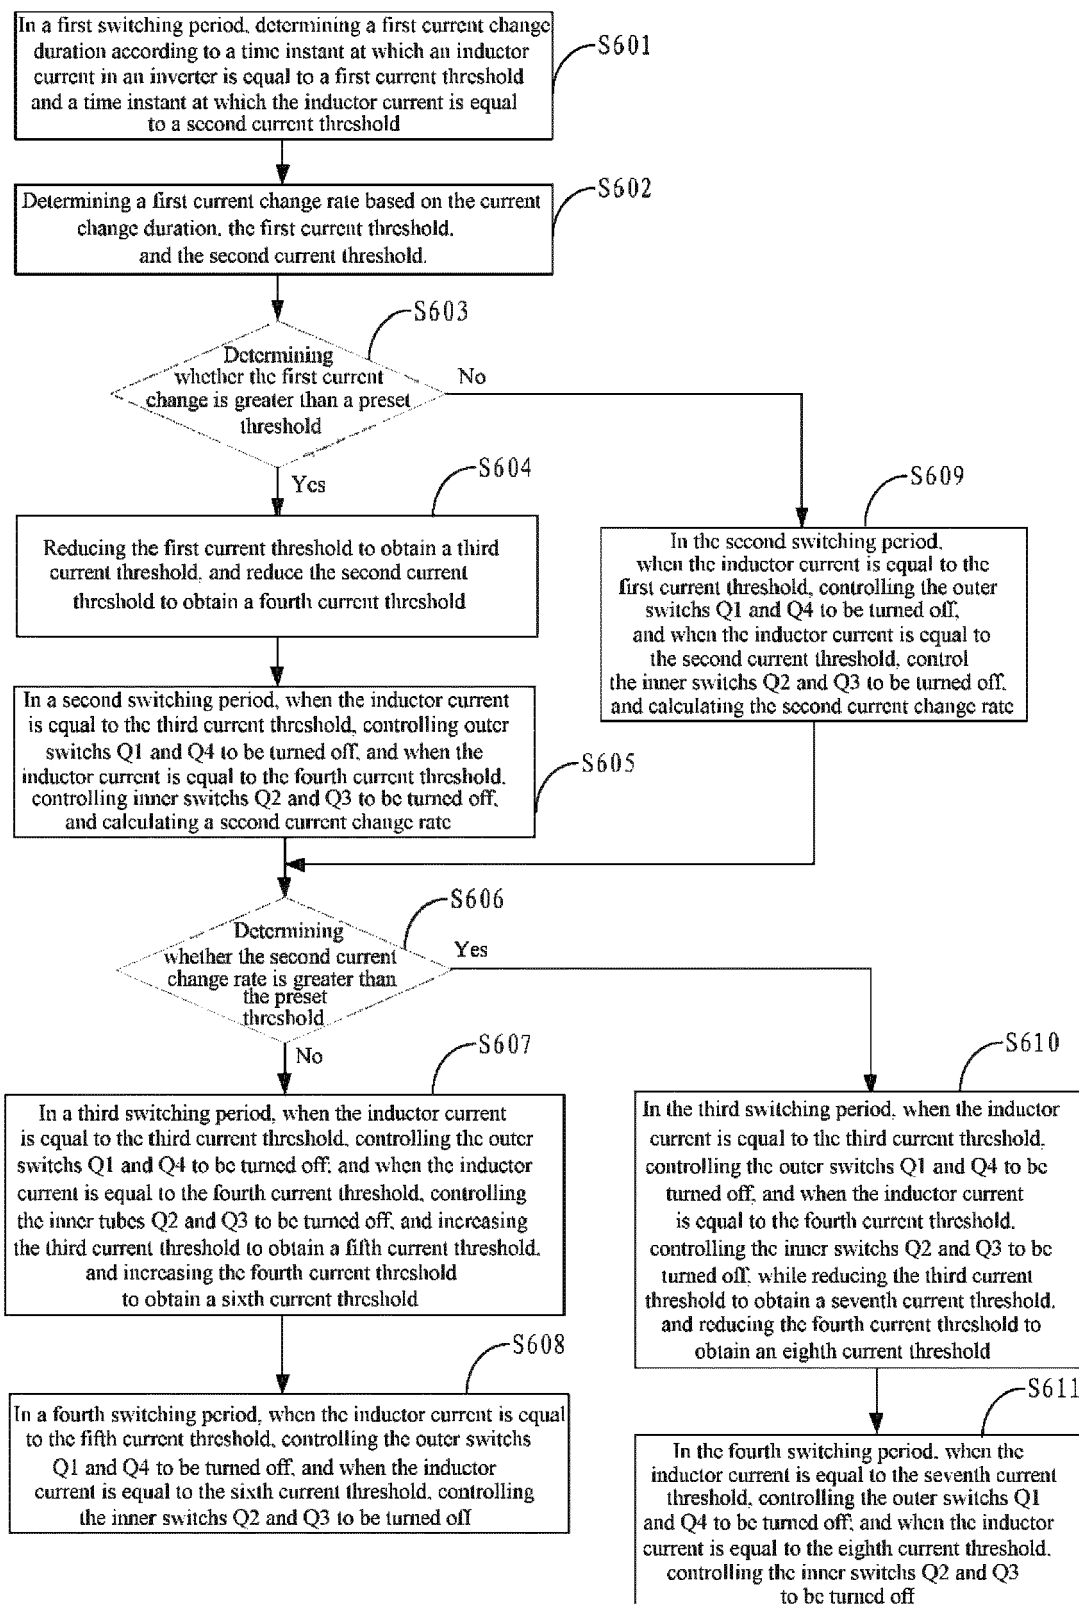 In a first switching period, determining a first current change
duration according to a time instant at which an inductor
current in an inverter is equal to a first current threshold
and a time instant at which the inductor current is equal
to a second current threshold
S601
Determining a first current change rate based on the current
change duration, the first current threshold,
and the second current threshold.
S602
S603
Determining
whether the first current
change is greater than a preset
threshold
No
Yes
S604
Reducing the first current threshold to obtain a third
current threshold, and reduce the second current
threshold to obtain a fourth current threshold
S609
In the second switching period,
when the inductor current is equal to the
first current threshold, controlling the outer
switchs Q1 and Q4 to be turned off,
and when the inductor current is equal to
the second current threshold, control
the inner switchs Q2 and Q3 to be turned off,
and calculating the second current change rate
In a second switching period, when the inductor current
is equal to the third current threshold, controlling outer
switchs Q1 and Q4 to be turned off, and when the
inductor current is equal to the fourth current threshold,
controlling inner switchs Q2 and Q3 to be turned off,
and calculating a second current change rate
S605
S606
Determining
whether the second current
change rate is greater than
the preset
threshold
Yes
No
S607
In a third switching period, when the inductor current
is equal to the third current threshold, controlling the outer
switchs Q1 and Q4 to be turned off; and when the inductor
current is equal to the fourth current threshold, controlling
the inner tubes Q2 and Q3 to be turned off, and increasing
the third current threshold to obtain a fifth current threshold,
and increasing the fourth current threshold
to obtain a sixth current threshold
S610
In the third switching period, when the inductor
current is equal to the third current threshold,
controlling the outer switchs Q1 and Q4 to be
turned off, and when the inductor current
is equal to the fourth current threshold,
controlling the inner switchs Q2 and Q3 to be
turned off, while reducing the third current
threshold to obtain a seventh current threshold,
and reducing the fourth current threshold to
obtain an eighth current threshold
S608
In a fourth switching period, when the inductor current is equal
to the fifth current threshold, controlling the outer switchs
Q1 and Q4 to be turned off, and when the inductor
current is equal to the sixth current threshold, controlling
the inner switchs Q2 and Q3 to be turned off
S611
In the fourth switching period, when the
inductor current is equal to the seventh current
threshold, controlling the outer switchs Q1
and Q4 to be turned off; and when the inductor
current is equal to the eighth current threshold,
controlling the inner switchs Q2 and Q3
to be turned off